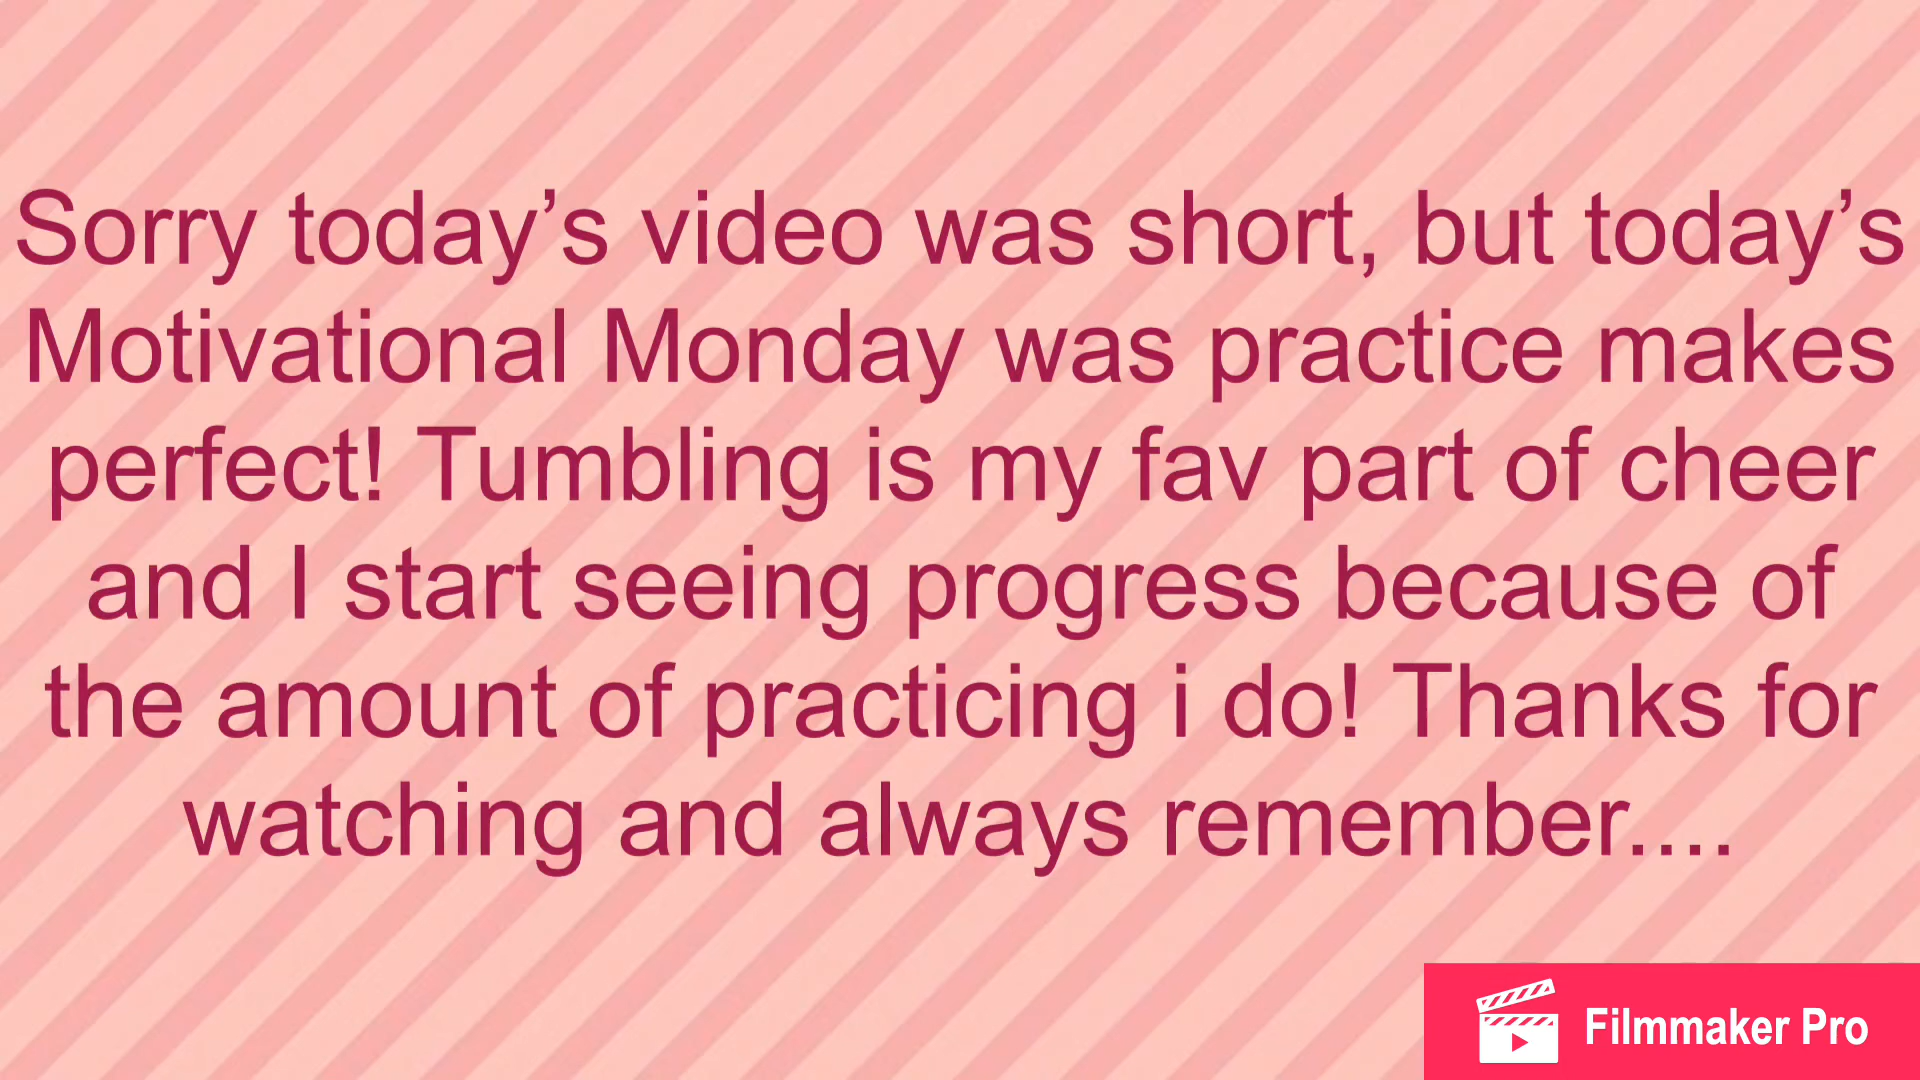 Sorry today’s video was short, but today’s
Motivational Monday was practice makes
perfect! Tumbling is my fav part of cheer
and I start seeing progress because of
the amount of practicing i do! Thanks for
watching and always remember....
Filmmaker Pro